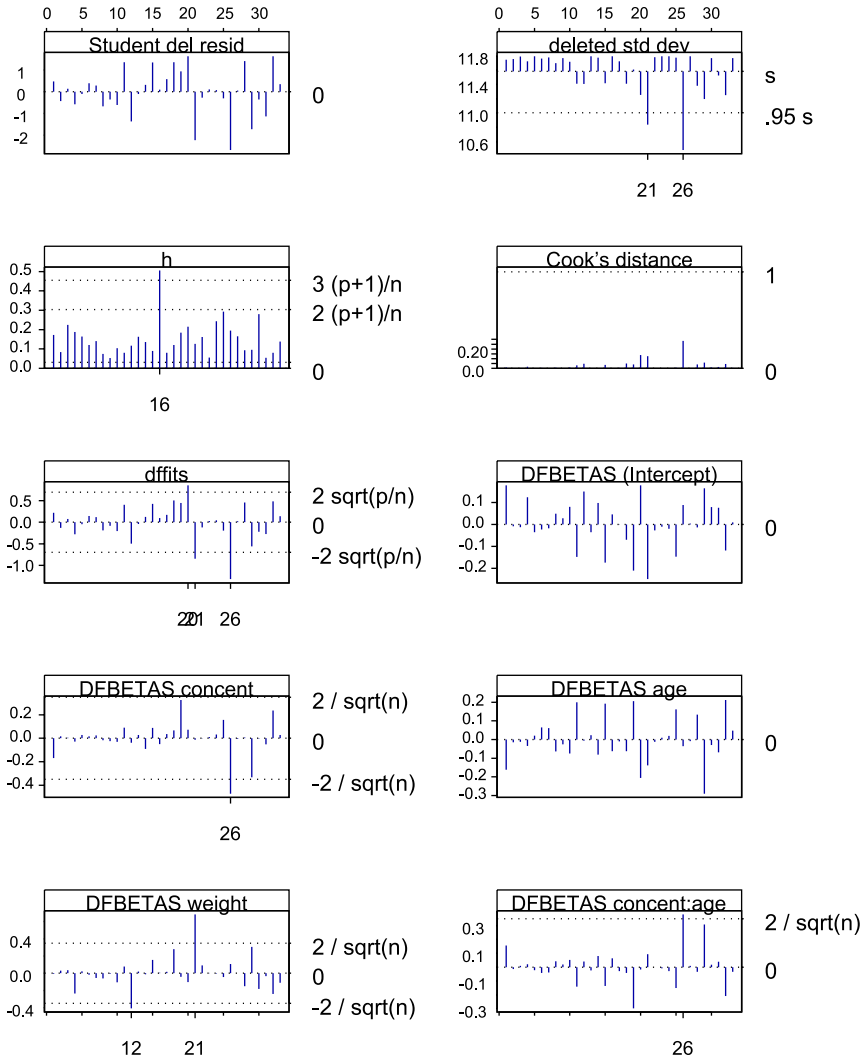 0 5 10 15 20 25 30
0 5 10 15 20 25 30
Student del resid
1
0
-1
-2
0
deleted std dev
11.8
11.4
11.0
10.6
s
.95 s
21 26
h
0.5
0.4
0.3
0.2
0.1
0.0
3 (p+1)/n
2 (p+1)/n
0
16
Cook's distance
0.20
0.0
1
0
dffits
0.5
0.0
-0.5
-1.0
2 sqrt(p/n)
0
-2 sqrt(p/n)
20 21 26
DFBETAS (Intercept)
0.1
0.0
-0.1
-0.2
0
DFBETAS concent
0.2
0.0
-0.2
-0.4
2 / sqrt(n)
0
-2 / sqrt(n)
26
DFBETAS age
0.2
0.1
0.0
-0.1
-0.2
-0.3
0
DFBETAS weight
0.4
0.0
-0.4
2 / sqrt(n)
0
-2 / sqrt(n)
12 21
DFBETAS concent:age
0.3
0.1
-0.1
-0.3
2 / sqrt(n)
0
26